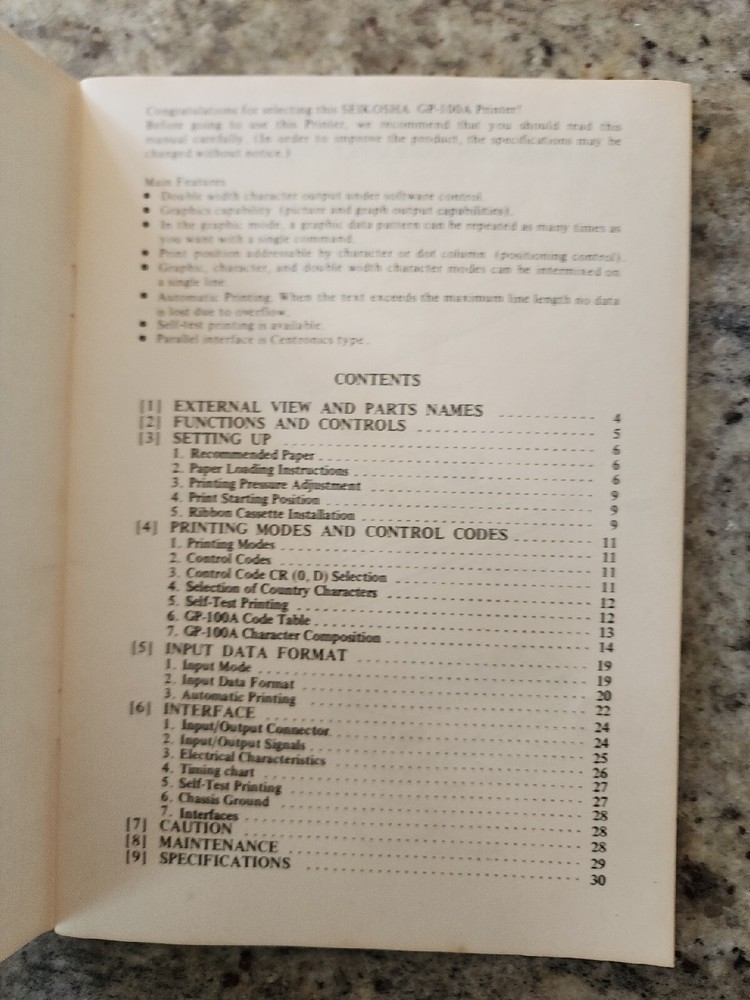 Congratulations for selecting this SEIKOSHA GP-100A Printer!
Before going to use this Printer, we recommend that you should read this
manual carefully. (In order to improve the product, the specifications may be
changed without notice.)
Main Features
• Double width character output under software control.
• Graphics capability (picture and graph output capabilities).
• In the graphic mode, a graphic data pattern can be repeated as many times as
you want with a single command.
• Print position addressable by character or dot column (positioning control).
• Graphic, character, and double width character modes can be intermixed on
a single line.
• Automatic Printing. When the text exceeds the maximum line length no data
is lost due to overflow.
• Self-test printing is available.
• Parallel interface is Centronics type.
CONTENTS
[1] EXTERNAL VIEW AND PARTS NAMES 4
[2] FUNCTIONS AND CONTROLS 5
[3] SETTING UP 6
1. Recommended Paper 6
2. Paper Loading Instructions 6
3. Printing Pressure Adjustment 9
4. Print Starting Position 9
5. Ribbon Cassette Installation 9
[4] PRINTING MODES AND CONTROL CODES 11
1. Printing Modes 11
2. Control Codes 11
3. Control Code CR (0, D) Selection 11
4. Selection of Country Characters 12
5. Self-Test Printing 12
6. GP-100A Code Table 13
7. GP-100A Character Composition 14
[5] INPUT DATA FORMAT 19
1. Input Mode 19
2. Input Data Format 20
3. Automatic Printing 22
[6] INTERFACE 24
1. Input/Output Connector 24
2. Input/Output Signals 25
3. Electrical Characteristics 26
4. Timing chart 27
5. Self-Test Printing 27
6. Chassis Ground 28
7. Interfaces 28
[7] CAUTION 28
[8] MAINTENANCE 29
[9] SPECIFICATIONS 30